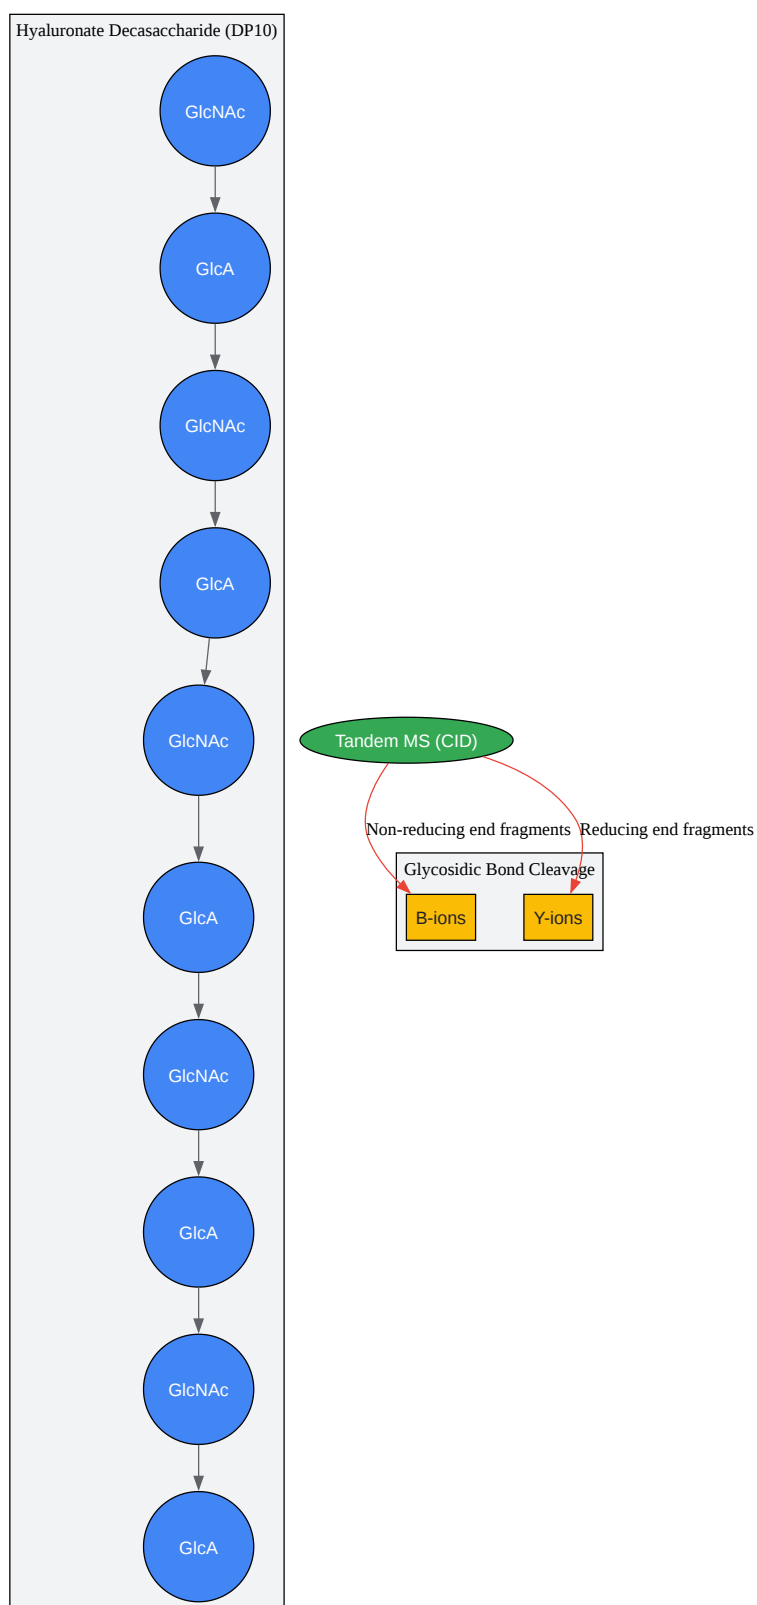 Hyaluronate Decasaccharide (DP10)
GlcNAc
GlcA
GlcNAc
GlcA
GlcNAc
GlcA
GlcNAc
GlcA
GlcNAc
GlcA
Tandem MS (CID)
Non-reducing end fragments
Reducing end fragments
Glycosidic Bond Cleavage
B-ions
Y-ions